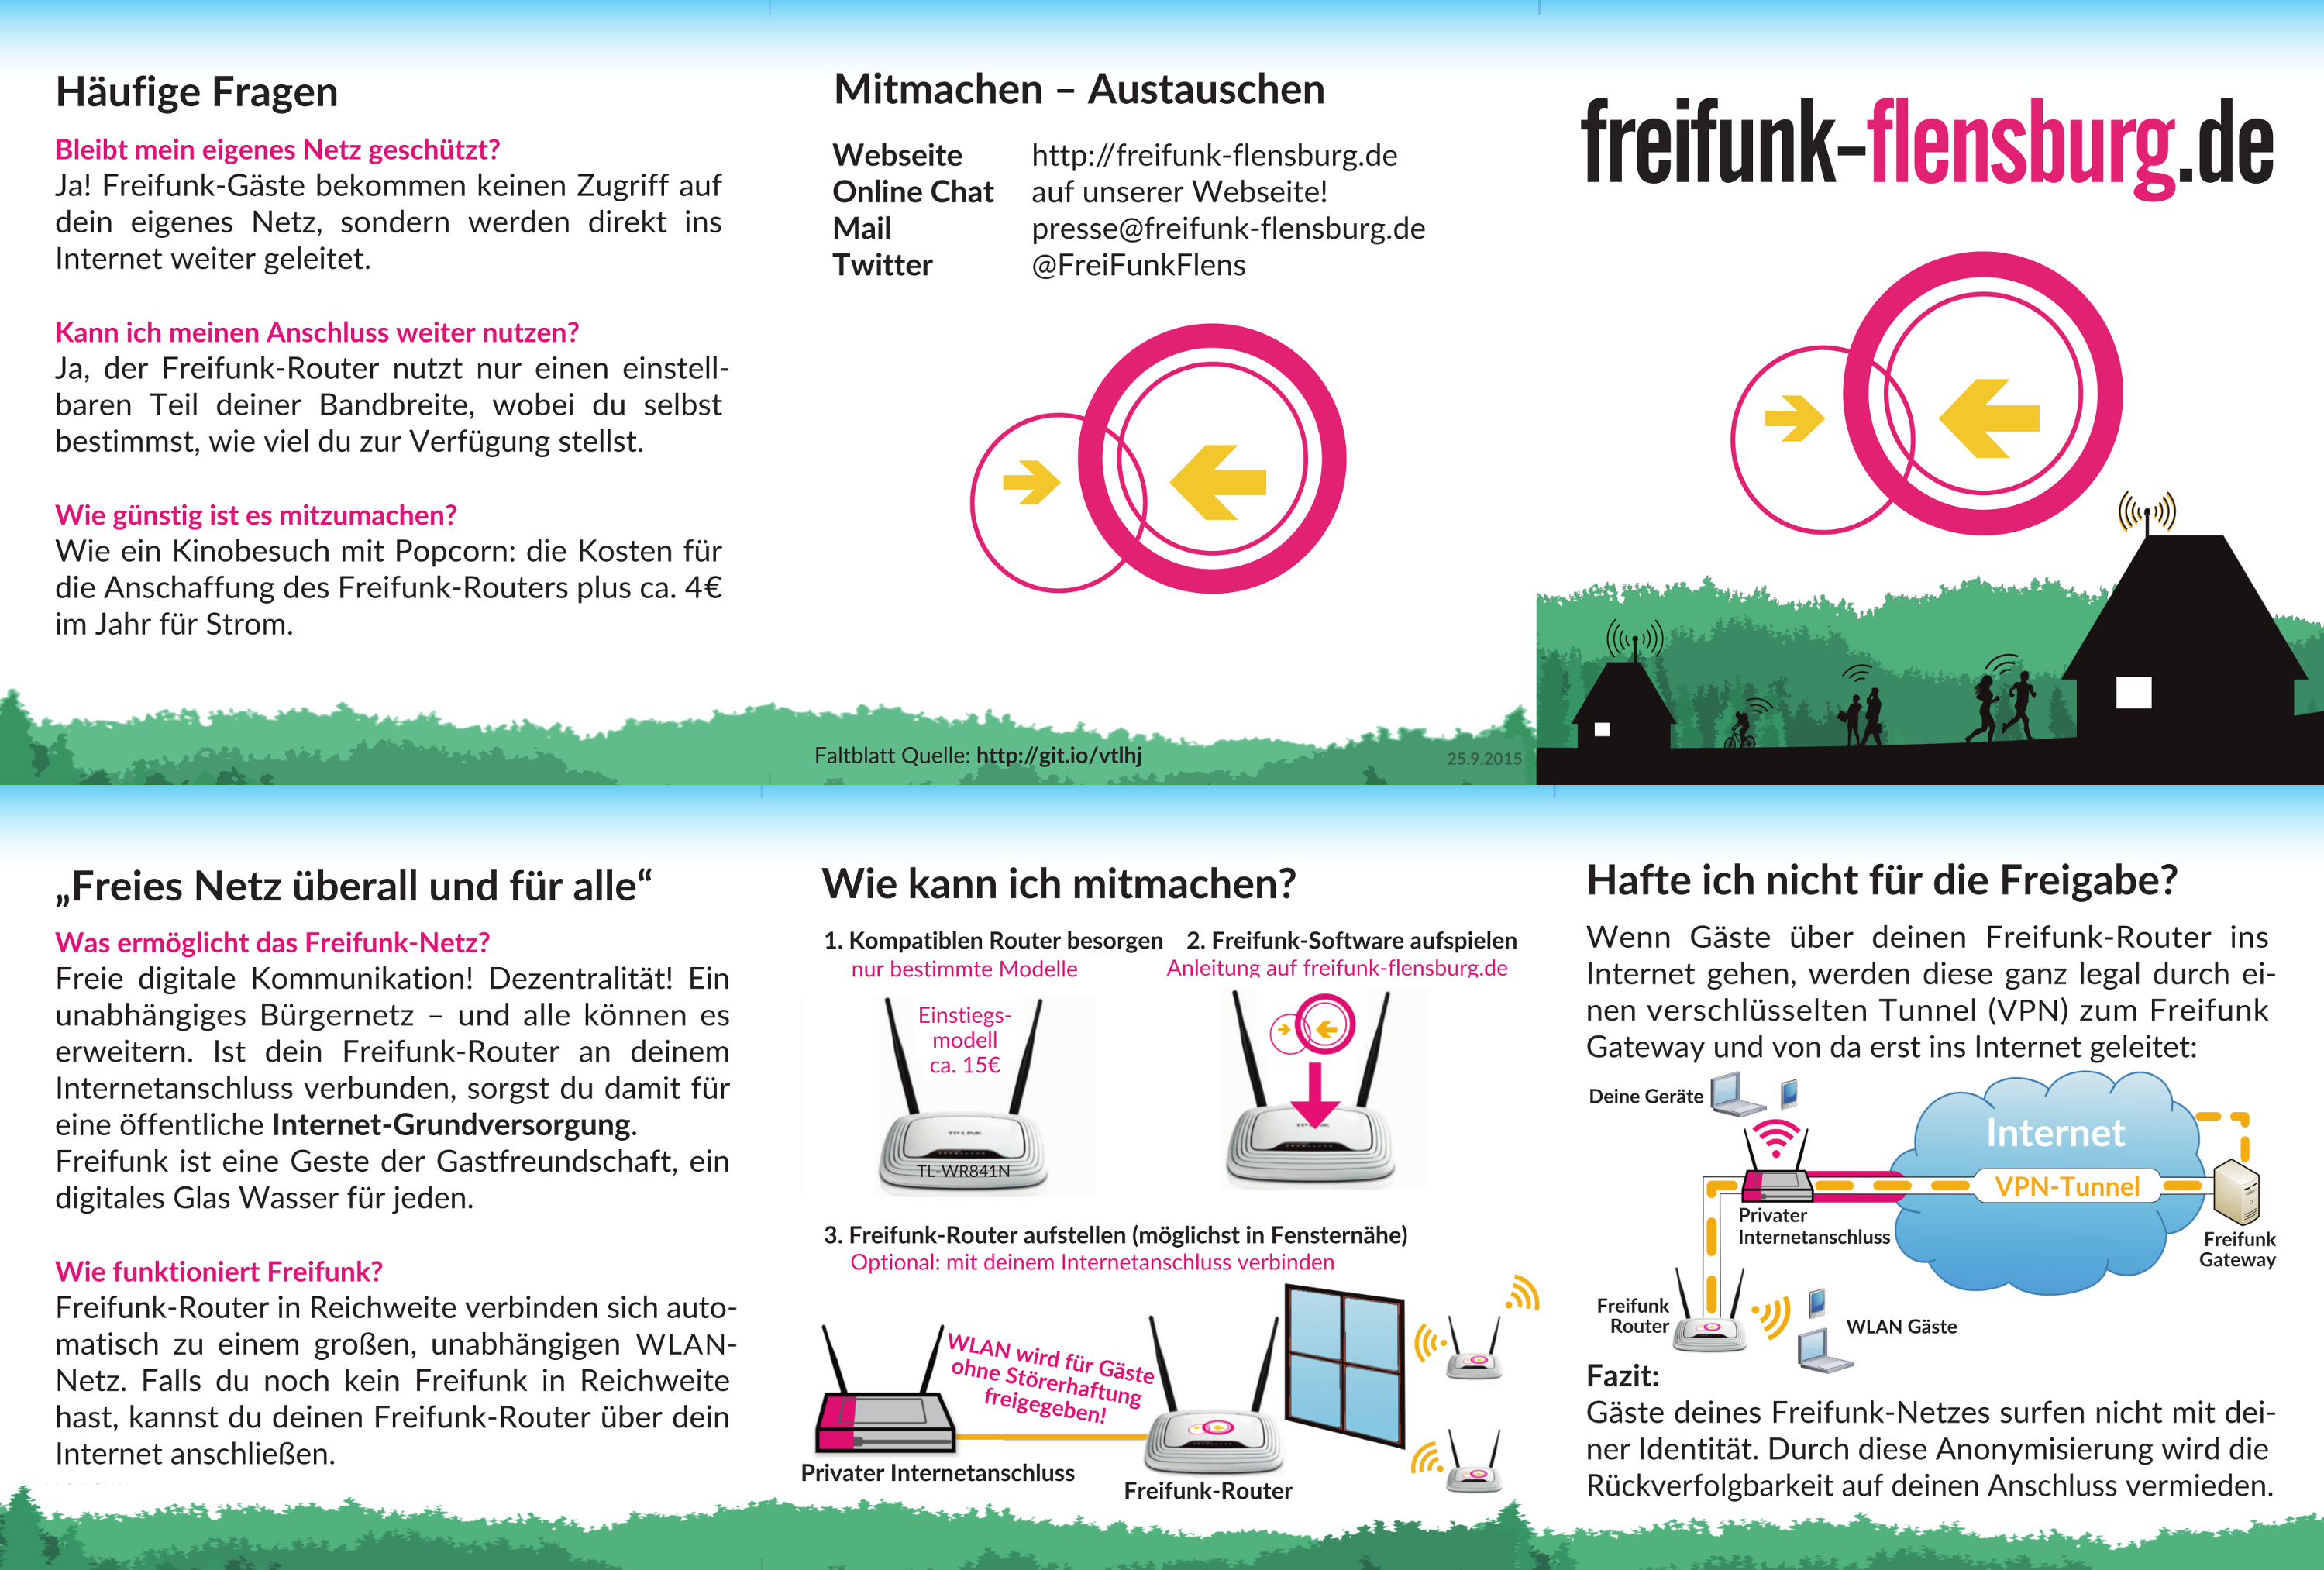 Häufige Fragen
Bleibt mein eigenes Netz geschützt?
Ja! Freifunk-Gäste bekommen keinen Zugriff auf
dein eigenes Netz, sondern werden direkt ins
Internet weiter geleitet.
Kann ich meinen Anschluss weiter nutzen?
Ja, der Freifunk-Router nutzt nur einen einstell-
baren Teil deiner Bandbreite, wobei du selbst
bestimmst, wie viel du zur Verfügung stellst.
Wie günstig ist es mitzumachen?
Wie ein Kinobesuch mit Popcorn: die Kosten für
die Anschaffung des Freifunk-Routers plus ca. 4€
im Jahr für Strom.
Mitmachen – Austauschen
Webseite http://freifunk-flensburg.de
Online Chat auf unserer Webseite!
Mail presse@freifunk-flensburg.de
Twitter @FreiFunkFlens
Faltblatt Quelle: http://git.io/vtlhj
25.9.2015
freifunk-flensburg.de
„Freies Netz überall und für alle“
Was ermöglicht das Freifunk-Netz?
Freie digitale Kommunikation! Dezentralität! Ein
unabhängiges Bürgernetz – und alle können es
erweitern. Ist dein Freifunk-Router an deinem
Internetanschluss verbunden, sorgst du damit für
eine öffentliche Internet-Grundversorgung.
Freifunk ist eine Geste der Gastfreundschaft, ein
digitales Glas Wasser für jeden.
Wie funktioniert Freifunk?
Freifunk-Router in Reichweite verbinden sich auto-
matisch zu einem großen, unabhängigen WLAN-
Netz. Falls du noch kein Freifunk in Reichweite
hast, kannst du deinen Freifunk-Router über dein
Internet anschließen.
Wie kann ich mitmachen?
1. Kompatiblen Router besorgen
nur bestimmte Modelle
Einstiegs-
modell
ca. 15€
TP-LINK
TL-WR841N
2. Freifunk-Software aufspielen
Anleitung auf freifunk-flensburg.de
TP-LINK
3. Freifunk-Router aufstellen (möglichst in Fensternähe)
Optional: mit deinem Internetanschluss verbinden
WLAN wird für Gäste
ohne Störerhaftung
freigegeben!
Privater Internetanschluss
Freifunk-Router
Hafte ich nicht für die Freigabe?
Wenn Gäste über deinen Freifunk-Router ins
Internet gehen, werden diese ganz legal durch ei-
nen verschlüsselten Tunnel (VPN) zum Freifunk
Gateway und von da erst ins Internet geleitet:
Deine Geräte
Internet
VPN-Tunnel
Privater
Internetanschluss
Freifunk
Gateway
Freifunk
Router
WLAN Gäste
Fazit:
Gäste deines Freifunk-Netzes surfen nicht mit dei-
ner Identität. Durch diese Anonymisierung wird die
Rückverfolgbarkeit auf deinen Anschluss vermieden.